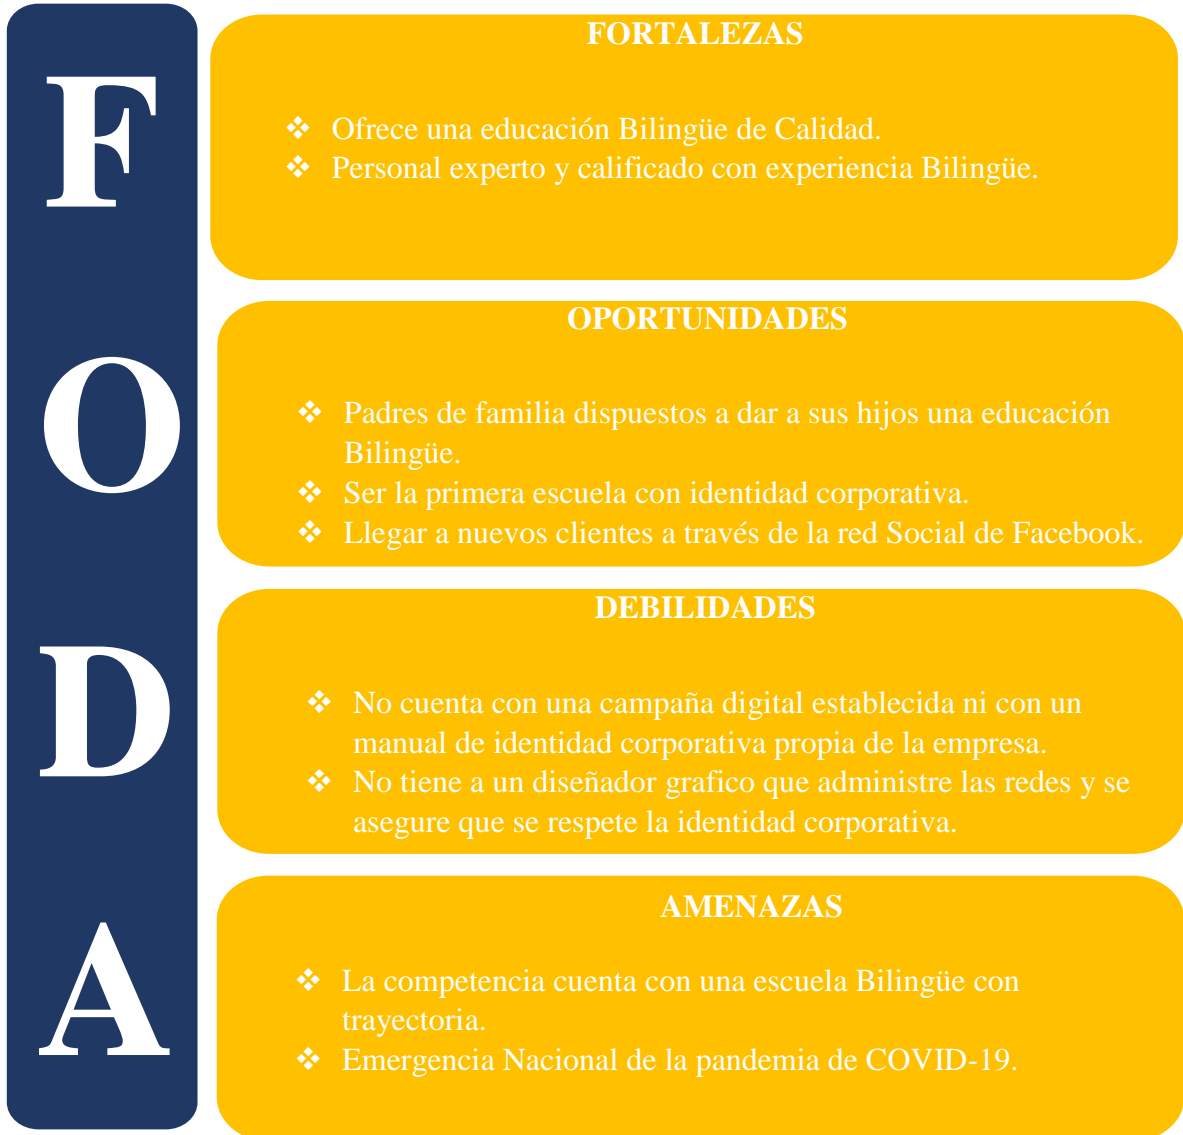 F
FORTALEZAS
❖ Ofrece una educación Bilingüe de Calidad.
❖ Personal experto y calificado con experiencia Bilingüe.
O
OPORTUNIDADES
❖ Padres de familia dispuestos a dar a sus hijos una educación
Bilingüe.
❖ Ser la primera escuela con identidad corporativa.
❖ Llegar a nuevos clientes a través de la red Social de Facebook.
D
DEBILIDADES
❖ No cuenta con una campaña digital establecida ni con un
manual de identidad corporativa propia de la empresa.
❖ No tiene a un diseñador grafico que administre las redes y se
asegure que se respete la identidad corporativa.
A
AMENAZAS
❖ La competencia cuenta con una escuela Bilingüe con
trayectoria.
❖ Emergencia Nacional de la pandemia de COVID-19.